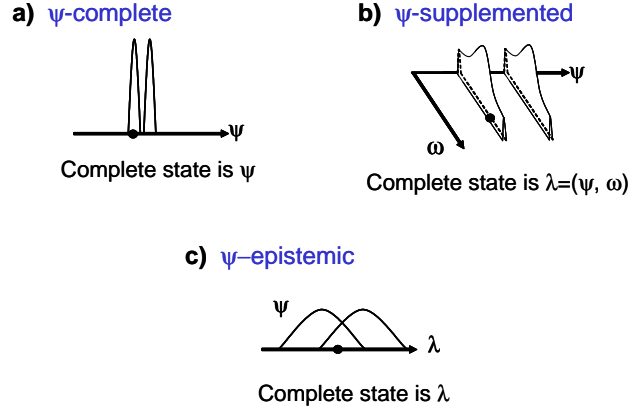 a) ψ-complete
ψ
Complete state is ψ
b) ψ-supplemented
ψ
ω
Complete state is λ=(ψ, ω)
c) ψ–epistemic
ψ
λ
Complete state is λ